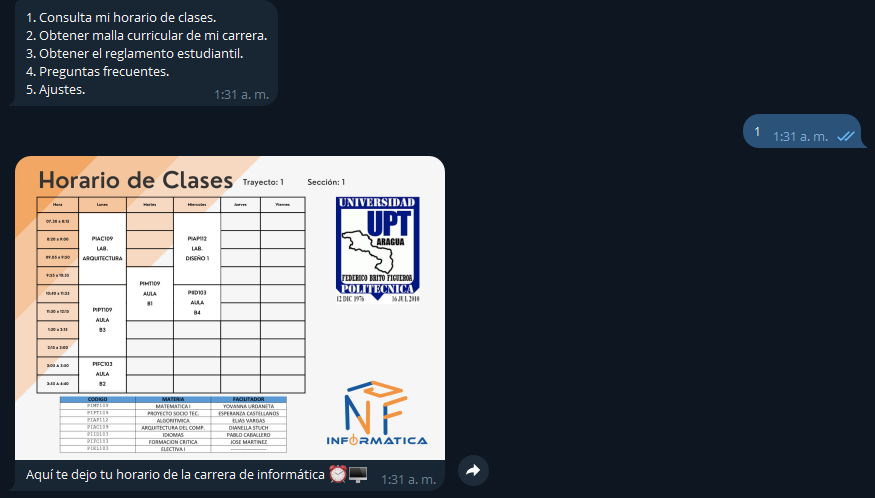 1. Consulta mi horario de clases.
2. Obtener malla curricular de mi carrera.
3. Obtener el reglamento estudiantil.
4. Preguntas frecuentes.
5. Ajustes.
1:31 a. m.
1 1:31 a. m.
Horario de Clases Trayecto: 1 Sección: 1
Hora Lunes Martes Miercoles Jueves Viernes
07:30 a 8:15
8:20 a 9:00
09:05 a 9:50
PIAC109
LAB.
ARQUITECTURA
PIAP112
LAB.
DISEÑO 1
9:55 a 10:35
10:40 a 11:25
11:30 a 12:15
1:30 a 2:15
2:15 a 3:00
PIMT109
AULA
B1
PIID103
AULA
B4
PIPT109
AULA
B3
3:05 a 3:50
3:55 a 4:40
PIFC103
AULA
B2
UNIVERSIDAD
UPT
ARAGUA
FEDERICO BRITO FIGUEROA
POLITECNICA
12 DIC 1976 16 JUL 2010
CODIGO MATERIA FACILITADOR
PIMT109 MATEMATICA I YOVANNA URDANETA
PIPT109 PROYECTO SOCIO TEC. ESPERANZA CASTELLANOS
PIAP112 ALGORITMICA ELIAS VARGAS
PIAC109 ARQUITECTURA DEL COMP. DIANELLA STUCH
PIID103 IDIOMAS PABLO CABALLERO
PIFC103 FORMACION CRITICA JOSE MARTINEZ
PIEL103 ELECTIVA I ------------------
INF
INFORMATICA
Aquí te dejo tu horario de la carrera de informática ⏰🖥️ 1:31 a. m.